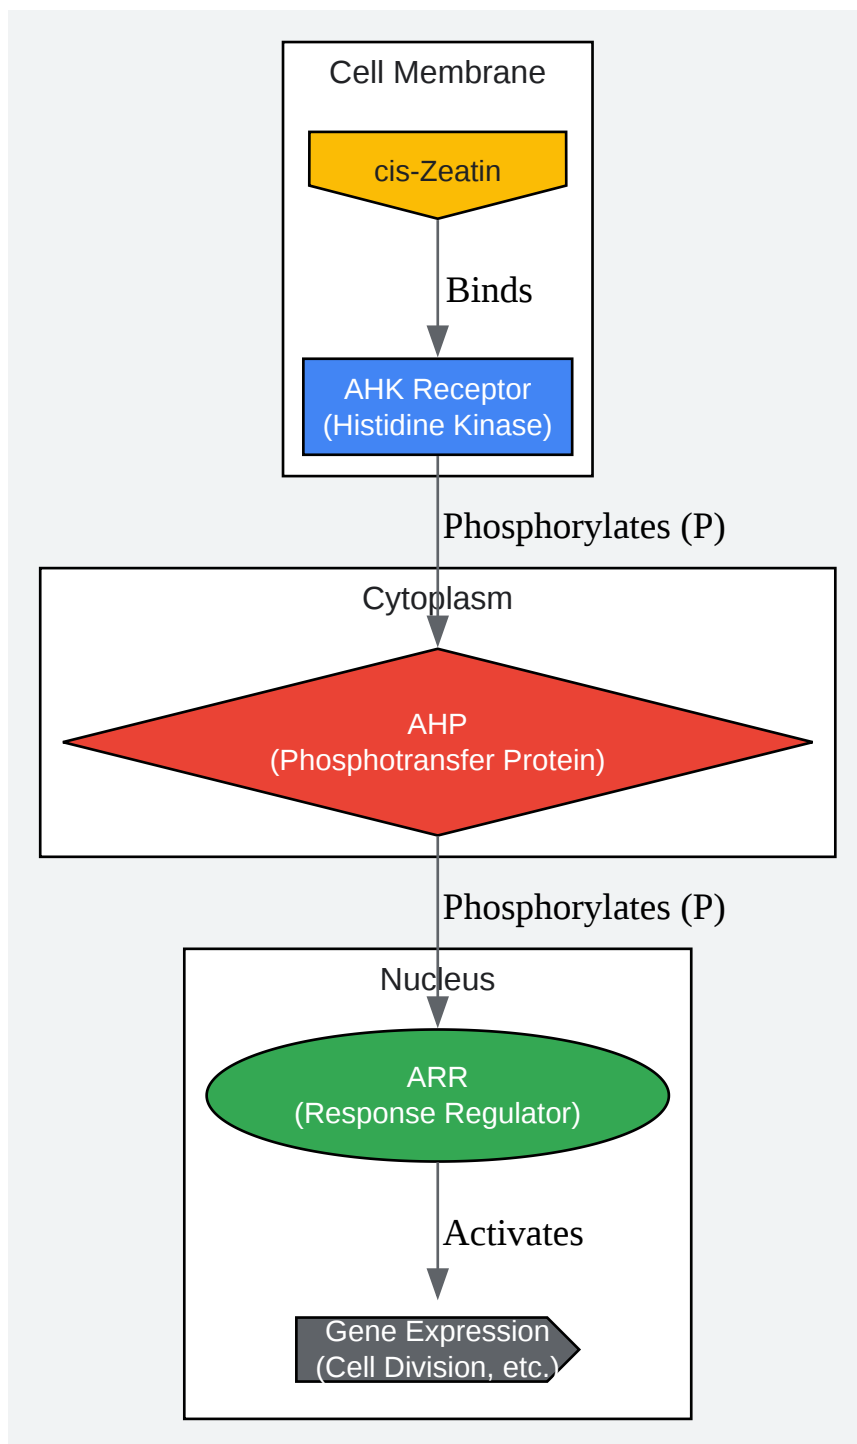 Cell Membrane
cis-Zeatin
Binds
AHK Receptor
(Histidine Kinase)
Phosphorylates (P)
Cytoplasm
AHP
(Phosphotransfer Protein)
Phosphorylates (P)
Nucleus
ARR
(Response Regulator)
Activates
Gene Expression
(Cell Division, etc.)